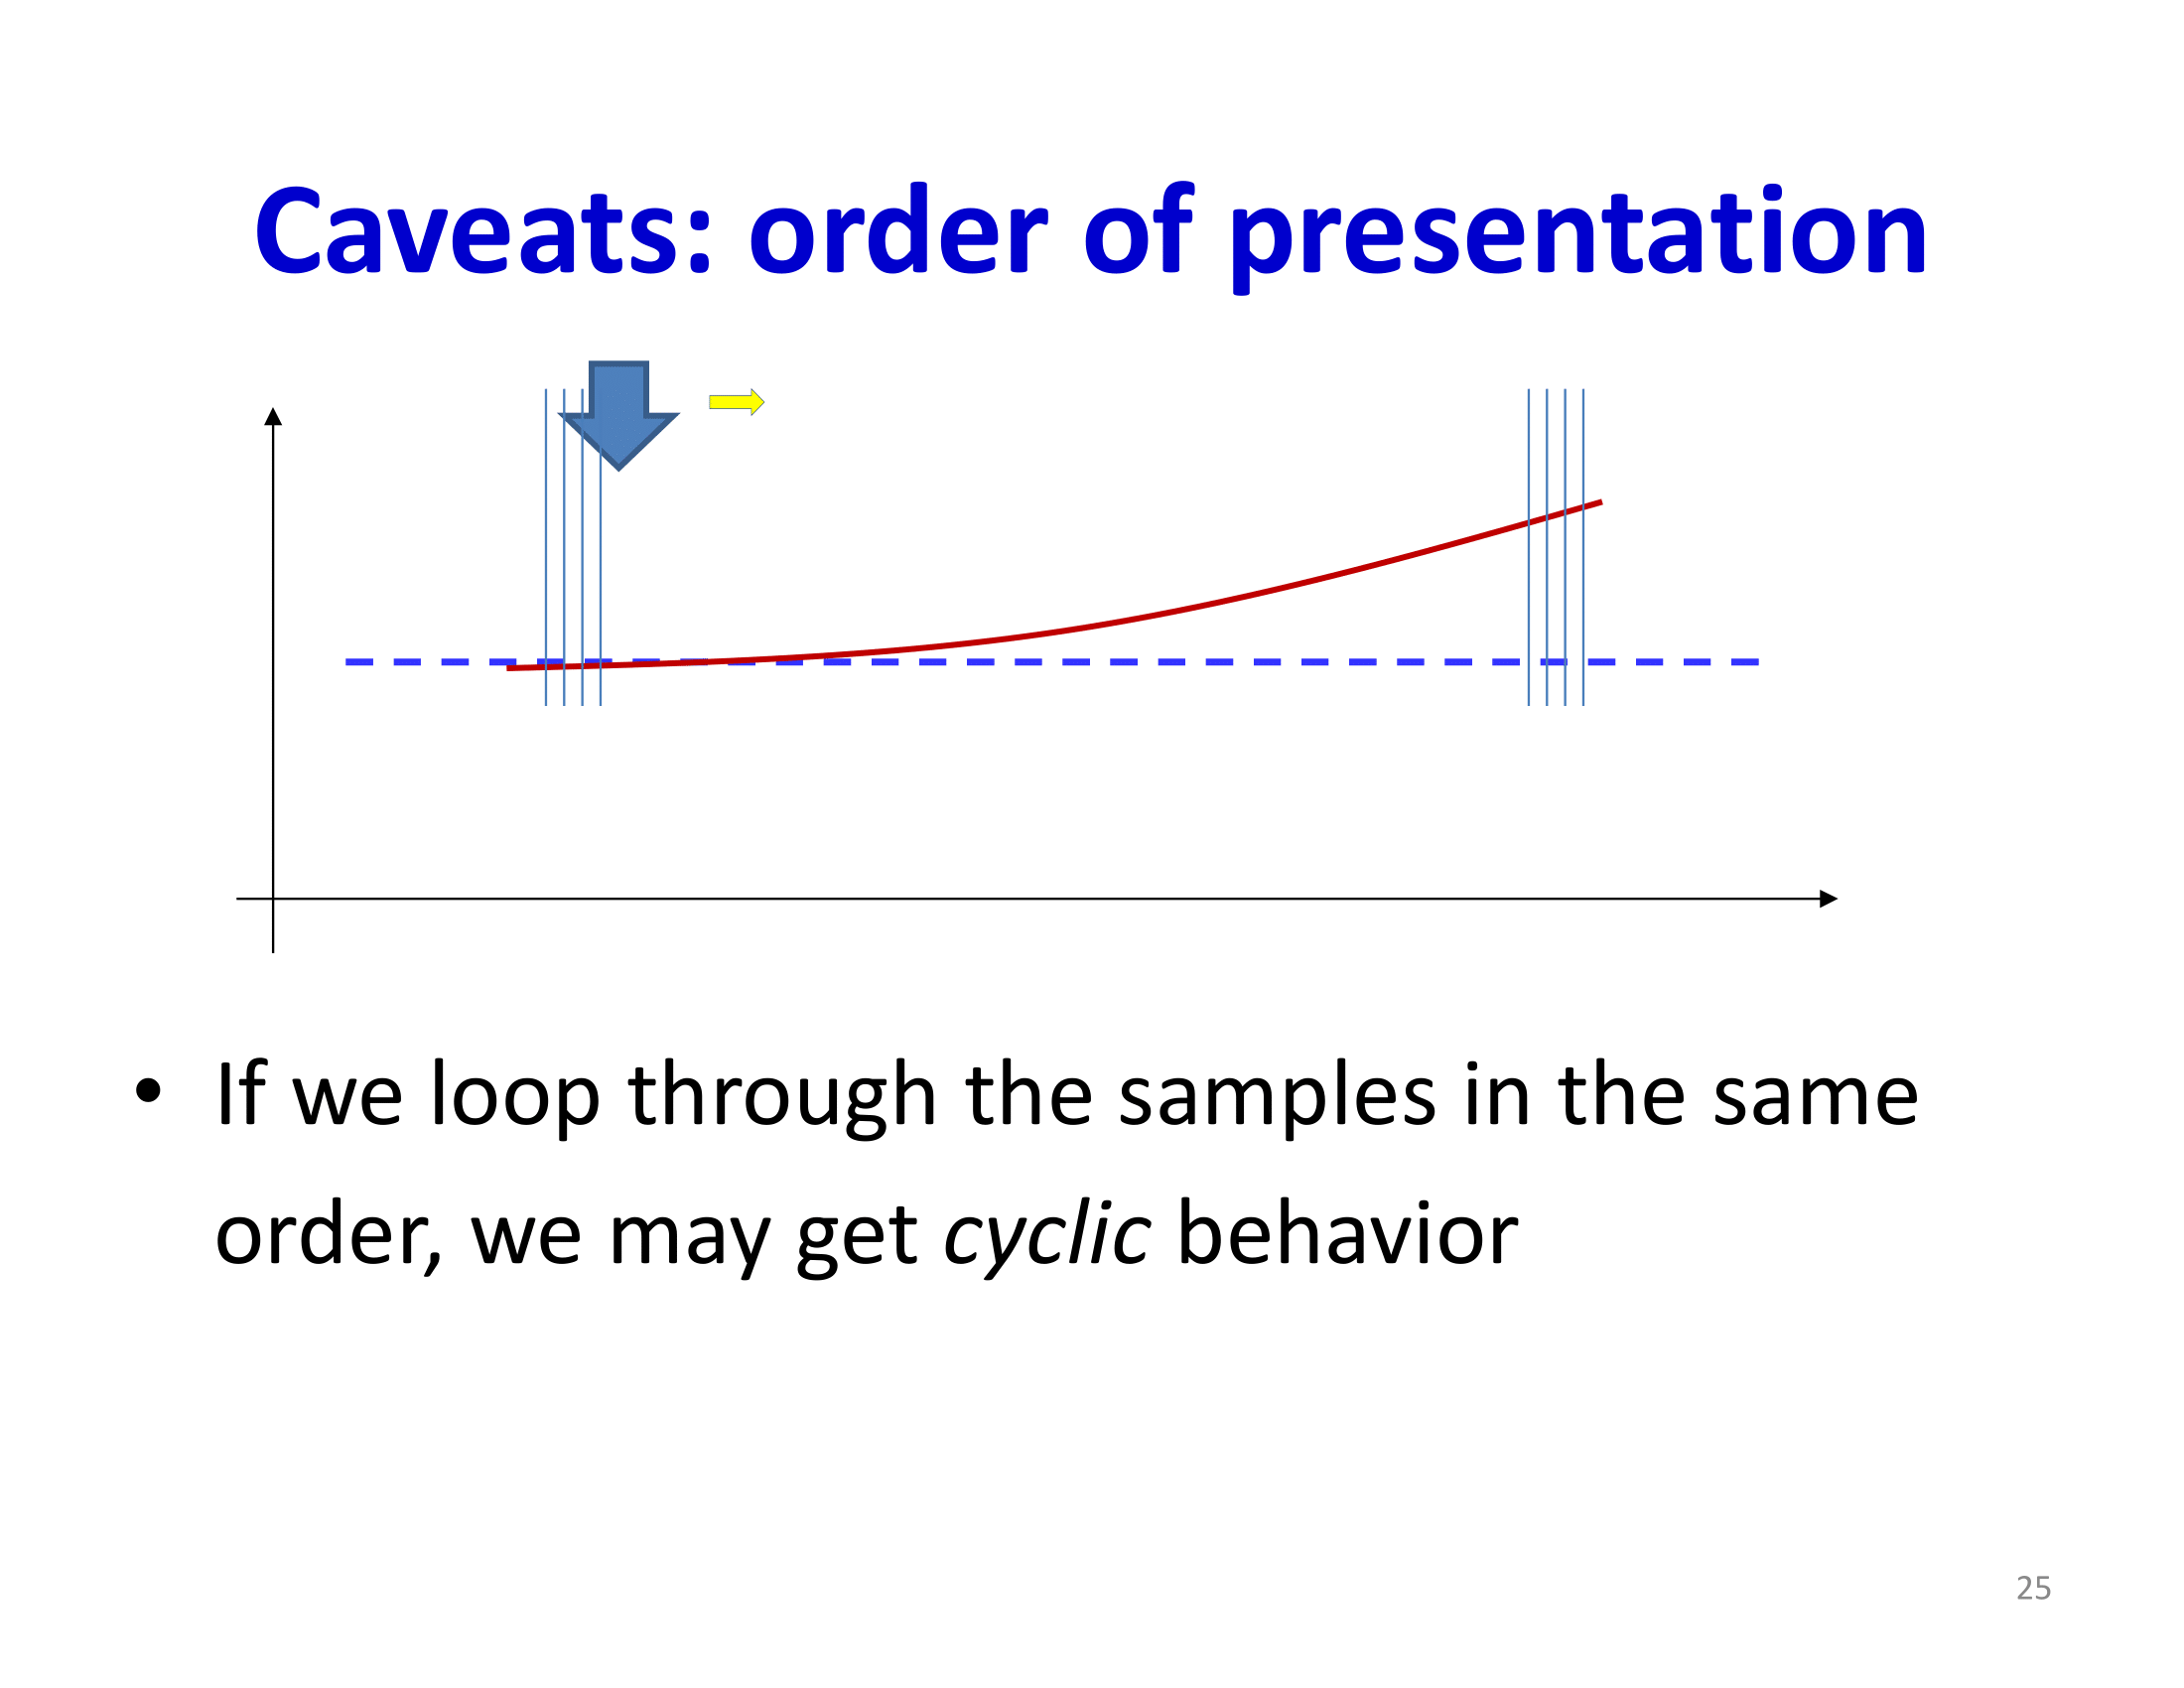 Caveats: order of presentation
• If we loop through the samples in the same
order, we may get cyclic behavior
25